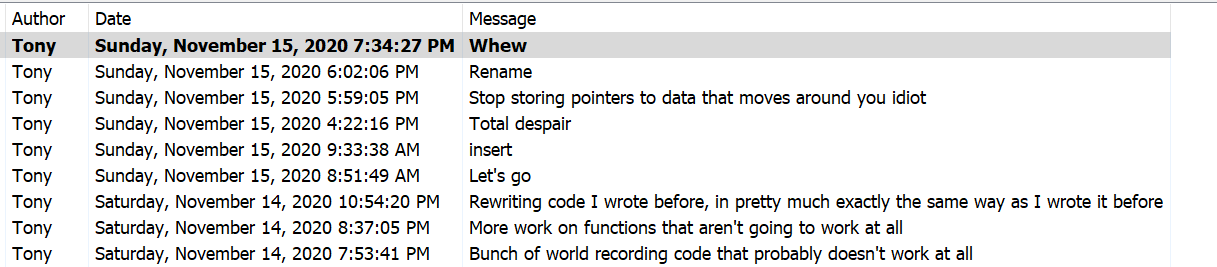 Author Date Message
Tony Sunday, November 15, 2020 7:34:27 PM Whew
Tony Sunday, November 15, 2020 6:02:06 PM Rename
Tony Sunday, November 15, 2020 5:59:05 PM Stop storing pointers to data that moves around you idiot
Tony Sunday, November 15, 2020 4:22:16 PM Total despair
Tony Sunday, November 15, 2020 9:33:38 AM insert
Tony Sunday, November 15, 2020 8:51:49 AM Let's go
Tony Saturday, November 14, 2020 10:54:20 PM Rewriting code I wrote before, in pretty much exactly the same way as I wrote it before
Tony Saturday, November 14, 2020 8:37:05 PM More work on functions that aren't going to work at all
Tony Saturday, November 14, 2020 7:53:41 PM Bunch of world recording code that probably doesn't work at all